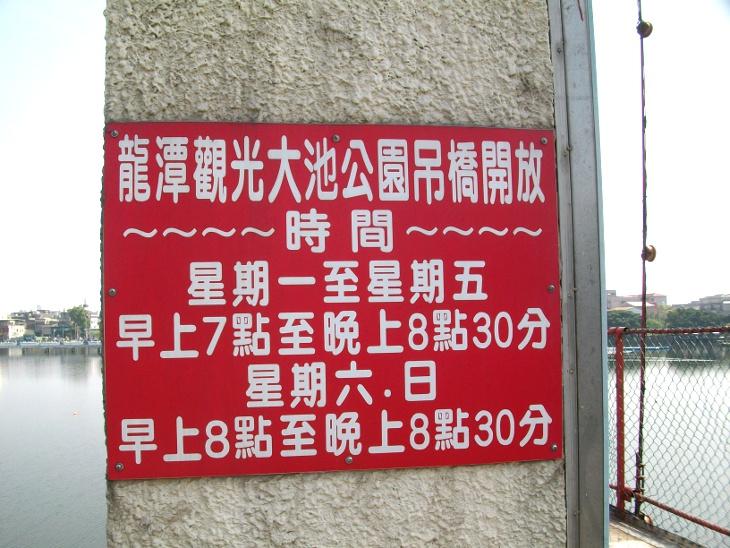 龍潭觀光大池公園吊橋開放
～～～～時間～～～～
星期一至星期五
早上7點至晚上8點30分
星期六.日
早上8點至晚上8點30分